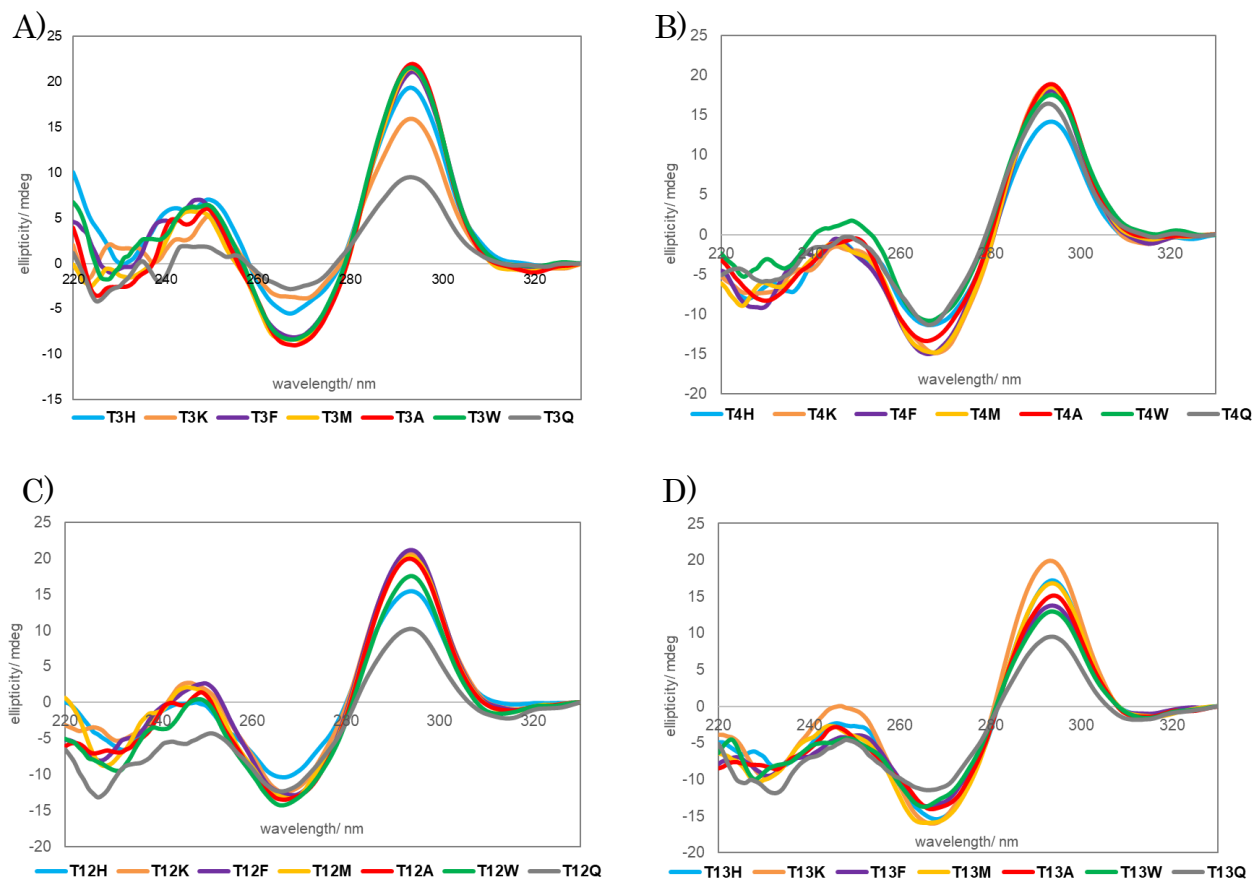 A) B)
25 25
20 20
15 15
10 10
5 5
0 0
-5 -5
-10 -10
15 -15
-20
ellipticity/ mdeg ellipticity/ mdeg
220 240 260 280 300 320 220 240 260 280 300 320
wavelength/ nm wavelength/ nm
T3H T3K T3F T3M T3A T3W T3Q T4H T4K T4F T4M T4A T4W T4Q
C) D)
25 25
20 20
15 15
10 10
5 5
0 0
-5 -5
-10 -10
-15 -15
-20 -20
ellipticity/ mdeg ellipticity/ mdeg
220 240 260 280 300 320 220 240 260 280 300 320
wavelength/ nm wavelength/ nm
T12H T12K T12F T12M T12A T12W T12Q T13H T13K T13F T13M T13A T13W T13Q